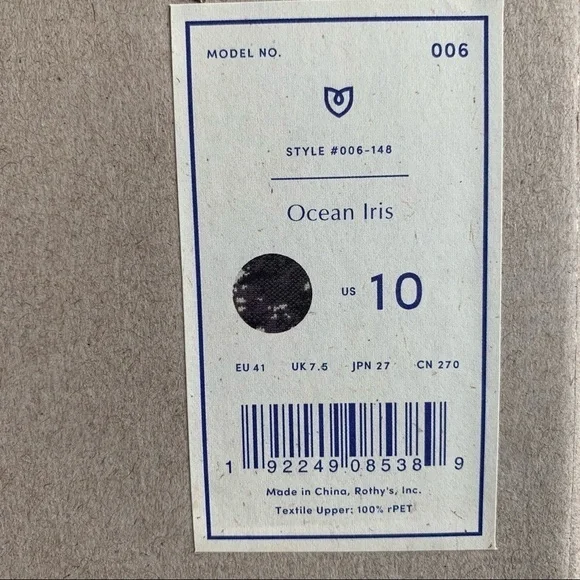 MODEL NO. 006
STYLE #006-148
Ocean Iris
US 10
EU 41 UK 7.5 JPN 27 CN 270
1 92249 08538 9
Made in China, Rothy's, Inc.
Textile Upper: 100% rPET